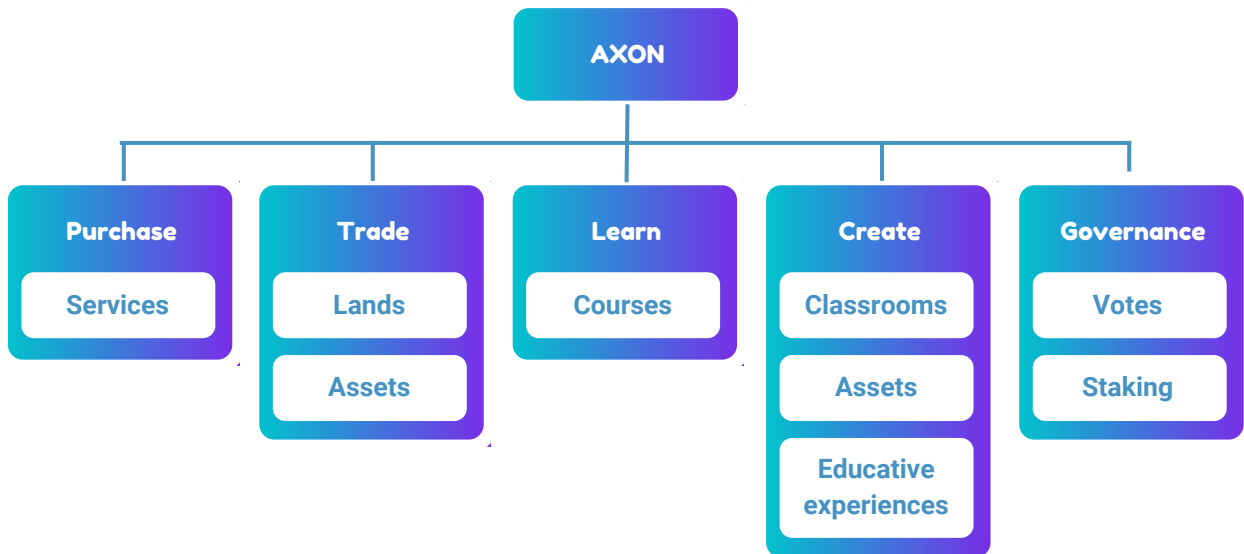 AXON
Purchase
Services
Trade
Lands
Assets
Learn
Courses
Create
Classrooms
Assets
Educative
experiences
Governance
Votes
Staking